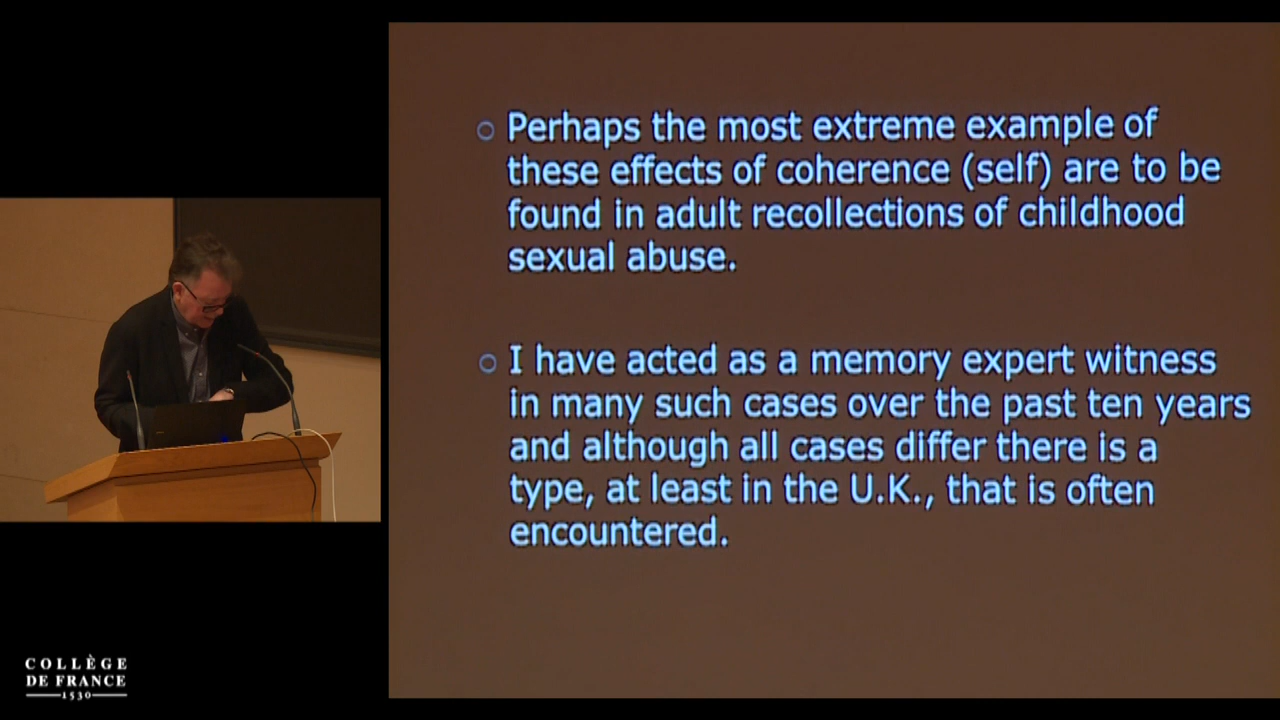 Perhaps the most extreme example of
these effects of coherence (self) are to be
found in adult recollections of childhood
sexual abuse.
I have acted as a memory expert witness
in many such cases over the past ten years
and although all cases differ there is a
type, at least in the U.K., that is often
encountered.
COLLÈGE
DE FRANCE
1530